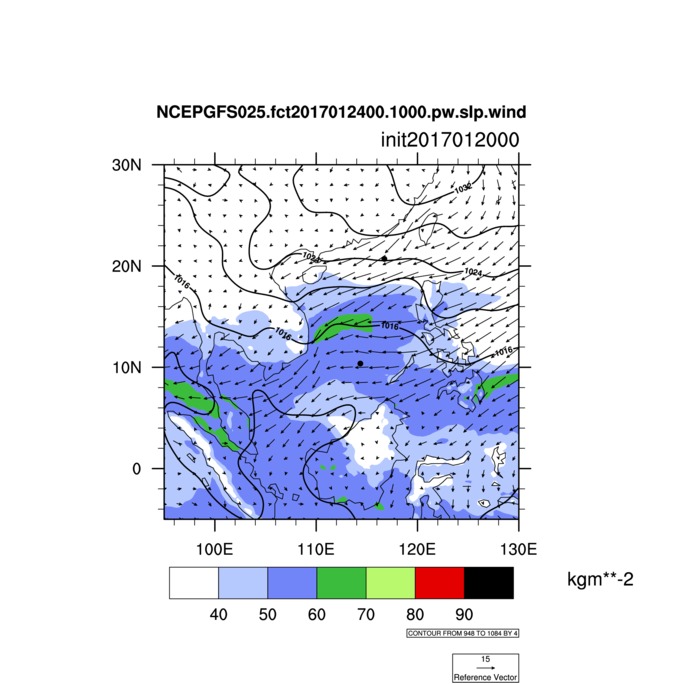 NCEPGFS025.fct2017012400.1000.pw.slp.wind
init2017012000
30N
1032
20N
1024
1024
1016
1016
1016
1016
10N
0
100E 110E 120E 130E
kgm**-2
40 50 60 70 80 90
CONTOUR FROM 948 TO 1084 BY 4
15
Reference Vector